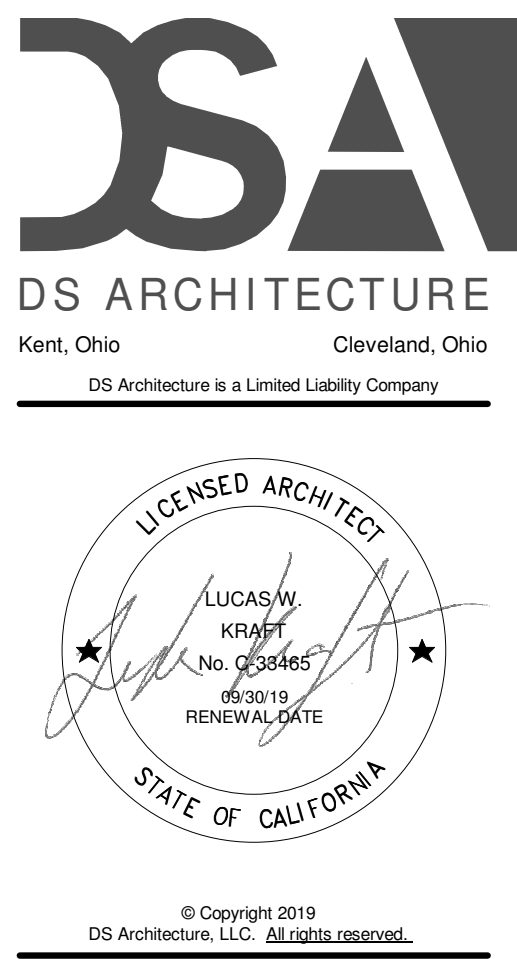 DSA
DS ARCHITECTURE
Kent, Ohio Cleveland, Ohio
DS Architecture is a Limited Liability Company
LICENSED ARCHITECT
LUCAS W.
KRAFT
No. C-33465
09/30/19
RENEWAL DATE
STATE OF CALIFORNIA
© Copyright 2019
DS Architecture, LLC. All rights reserved.